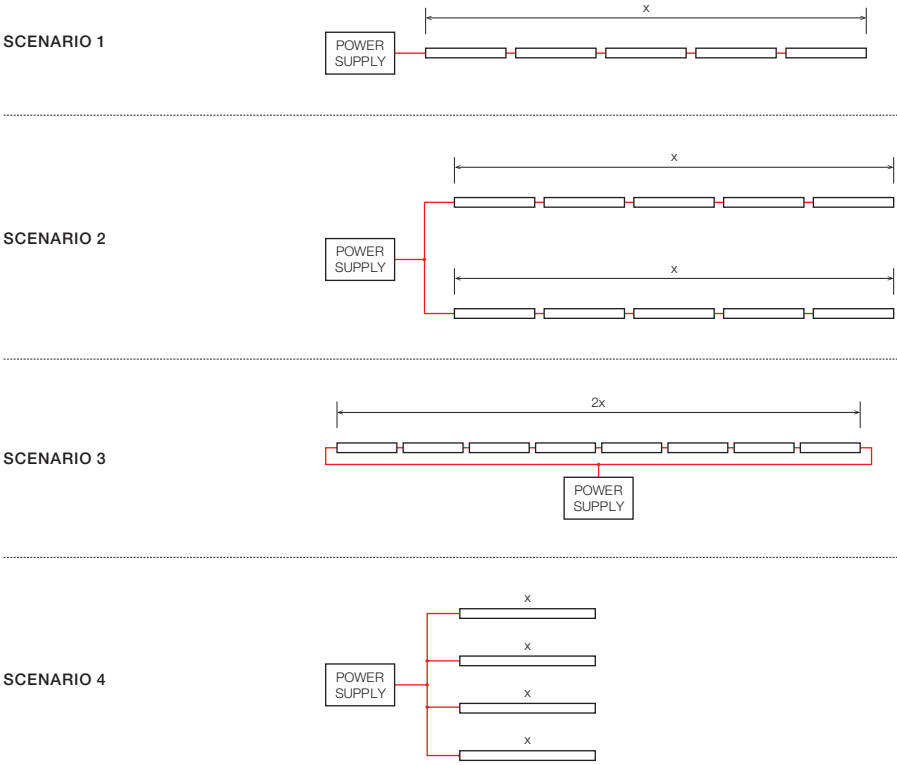 x
SCENARIO 1
POWER
SUPPLY
x
SCENARIO 2
POWER
SUPPLY
x
2x
SCENARIO 3
POWER
SUPPLY
x
x
SCENARIO 4
POWER
SUPPLY
x
x